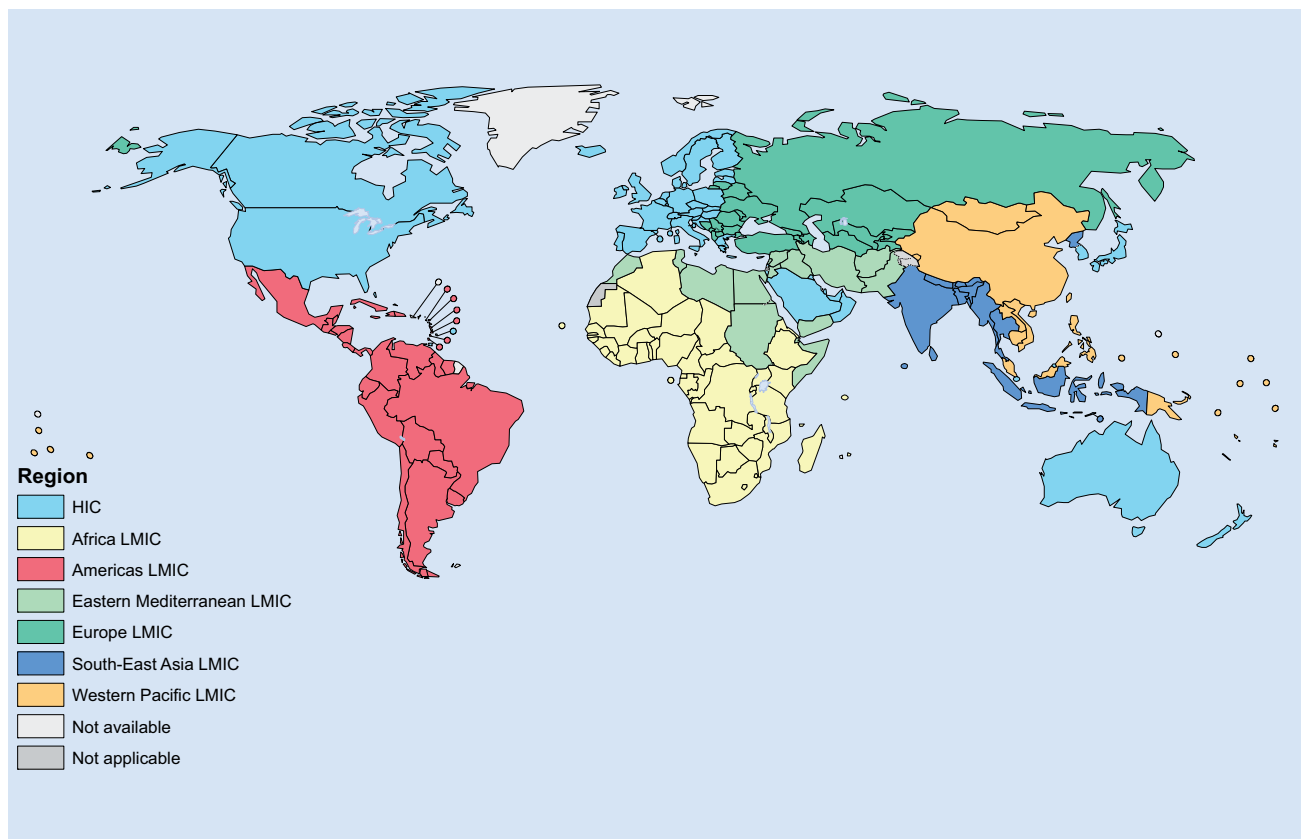 Region
HIC
Africa LMIC
Americas LMIC
Eastern Mediterranean LMIC
Europe LMIC
South-East Asia LMIC
Western Pacific LMIC
Not available
Not applicable